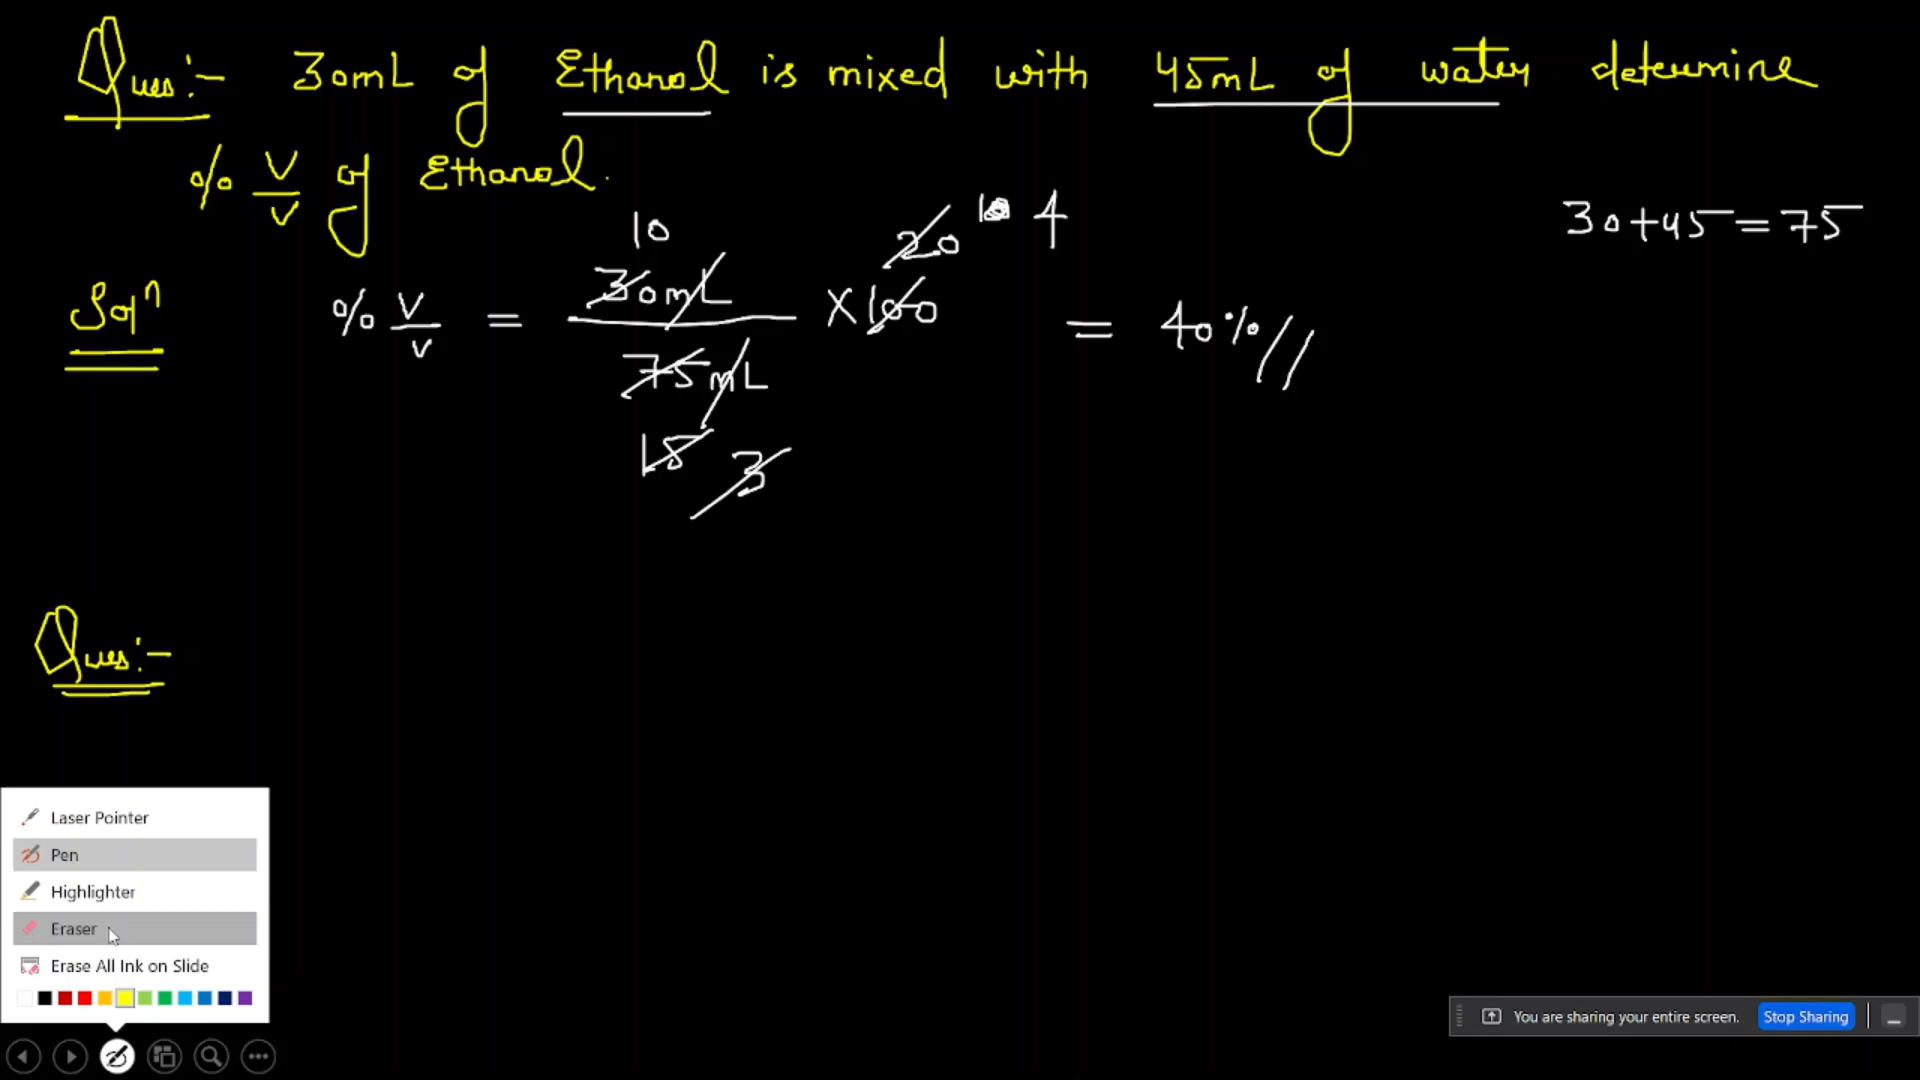 Ques:- 30mL of Ethanol is mixed with 45mL of water determine
% V/V of Ethanol.
30+45=75
10
20 4
Sol^n % V/V = 30mL/75mL X100 = 40%//
15 3
Ques:-
Laser Pointer
Pen
Highlighter
Eraser
Erase All Ink on Slide
You are sharing your entire screen. Stop Sharing